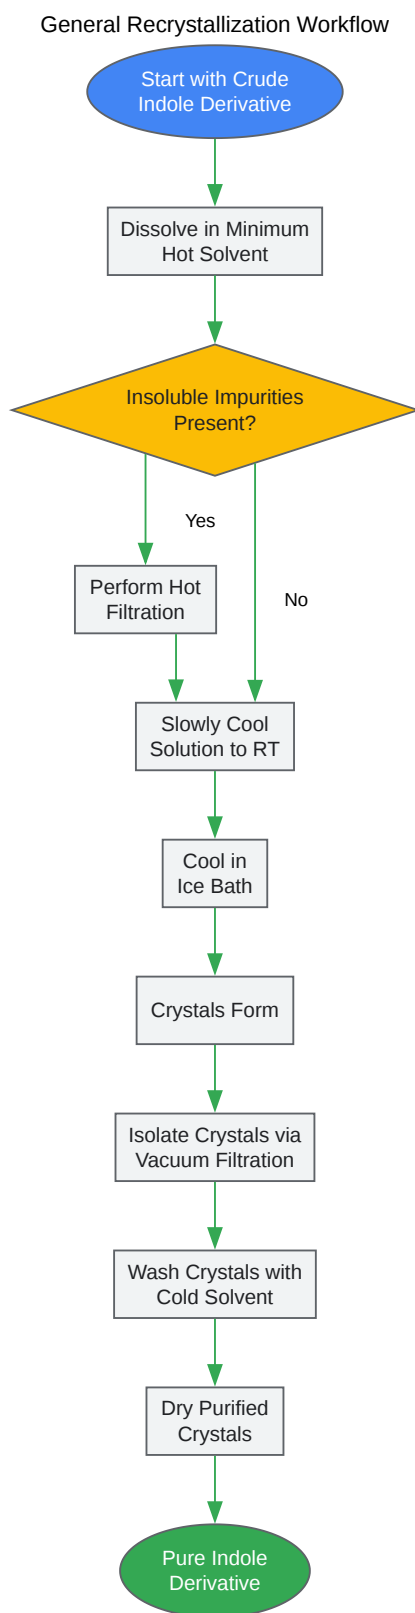 General Recrystallization Workflow
Start with Crude
Indole Derivative
Dissolve in Minimum
Hot Solvent
Insoluble Impurities
Present?
Yes
Perform Hot
Filtration
No
Slowly Cool
Solution to RT
Cool in
Ice Bath
Crystals Form
Isolate Crystals via
Vacuum Filtration
Wash Crystals with
Cold Solvent
Dry Purified
Crystals
Pure Indole
Derivative